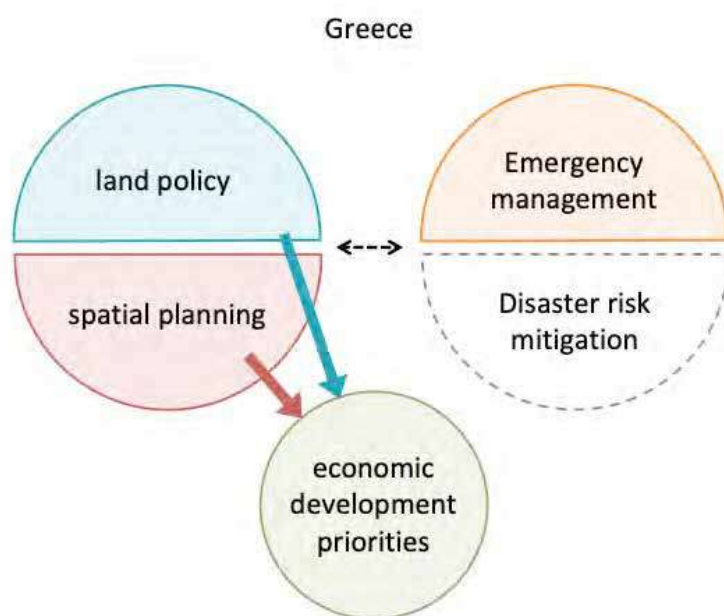 Greece
land policy
Emergency
management
spatial planning
Disaster risk
mitigation
economic
development
priorities